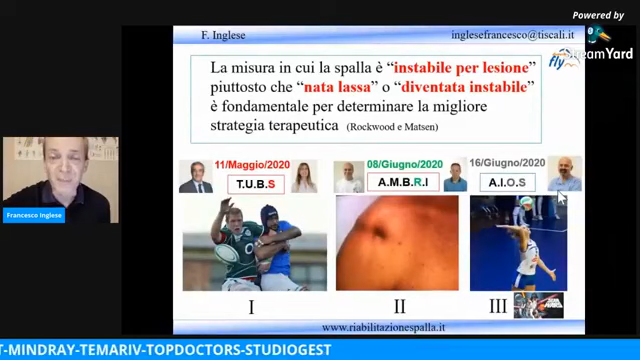 Powered by
StreamYard
F. Inglese
inglesefrancesco@tiscali.it
fly
La misura in cui la spalla è “instabile per lesione”
piuttosto che “nata lassa” o “diventata instabile”
è fondamentale per determinare la migliore
strategia terapeutica (Rockwood e Matsen)
11/Maggio/2020
08/Giugno/2020
16/Giugno/2020
T.U.B.S
A.M.B.R.I
A.I.O.S
Francesco Inglese
I
II
III
www.riabilitazionespalla.it
T-MINDRAY-TEMARIV-TOPDOCTORS-STUDIOGEST